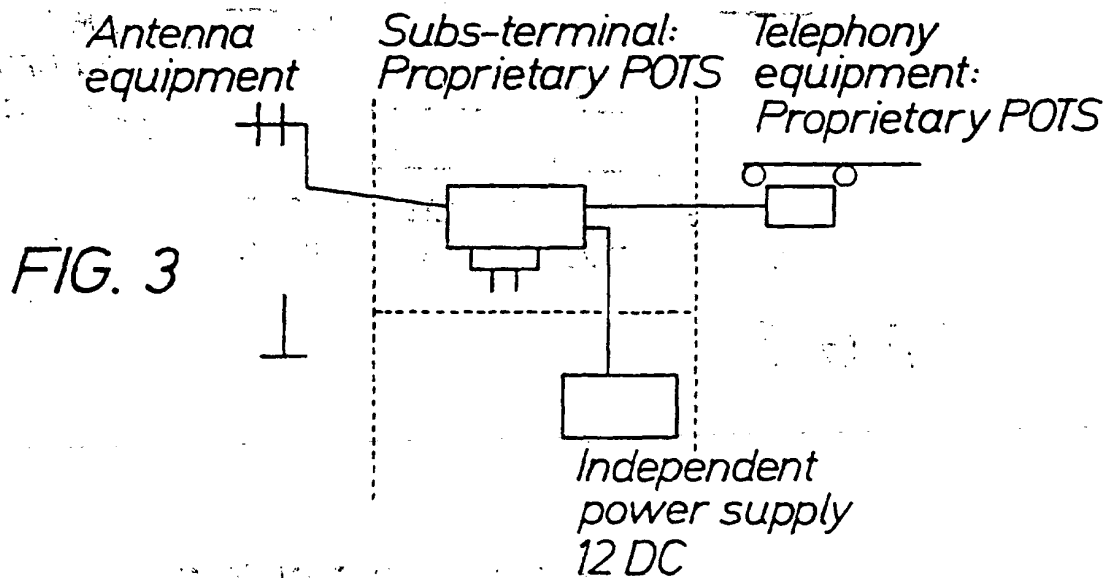 Antenna
equipment
Subs-terminal:
Proprietary POTS
Telephony
equipment:
Proprietary POTS
FIG. 3
Independent
power supply
12 DC